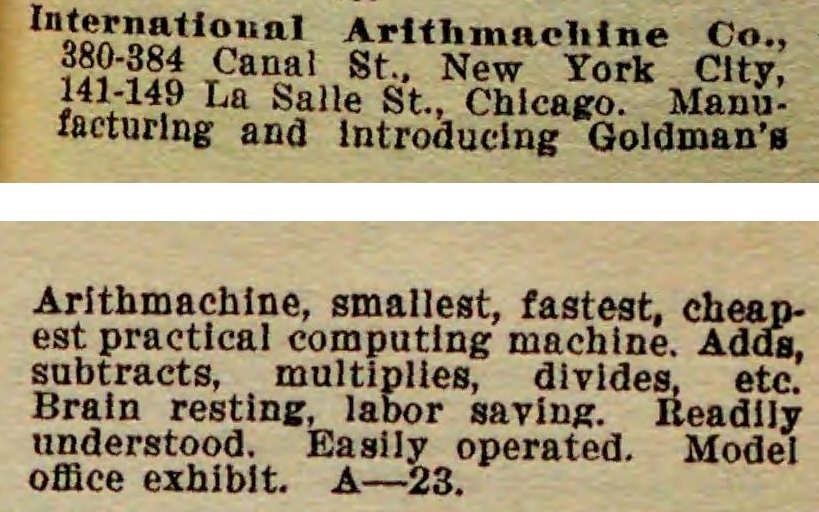 International Arithmachine Co.,
380-384 Canal St., New York City,
141-149 La Salle St., Chicago. Manu-
facturing and introducing Goldman's
Arithmachine, smallest, fastest, cheap-
est practical computing machine. Adds,
subtracts, multiplies, divides, etc.
Brain resting, labor saving. Readily
understood. Easily operated. Model
office exhibit. A—23.